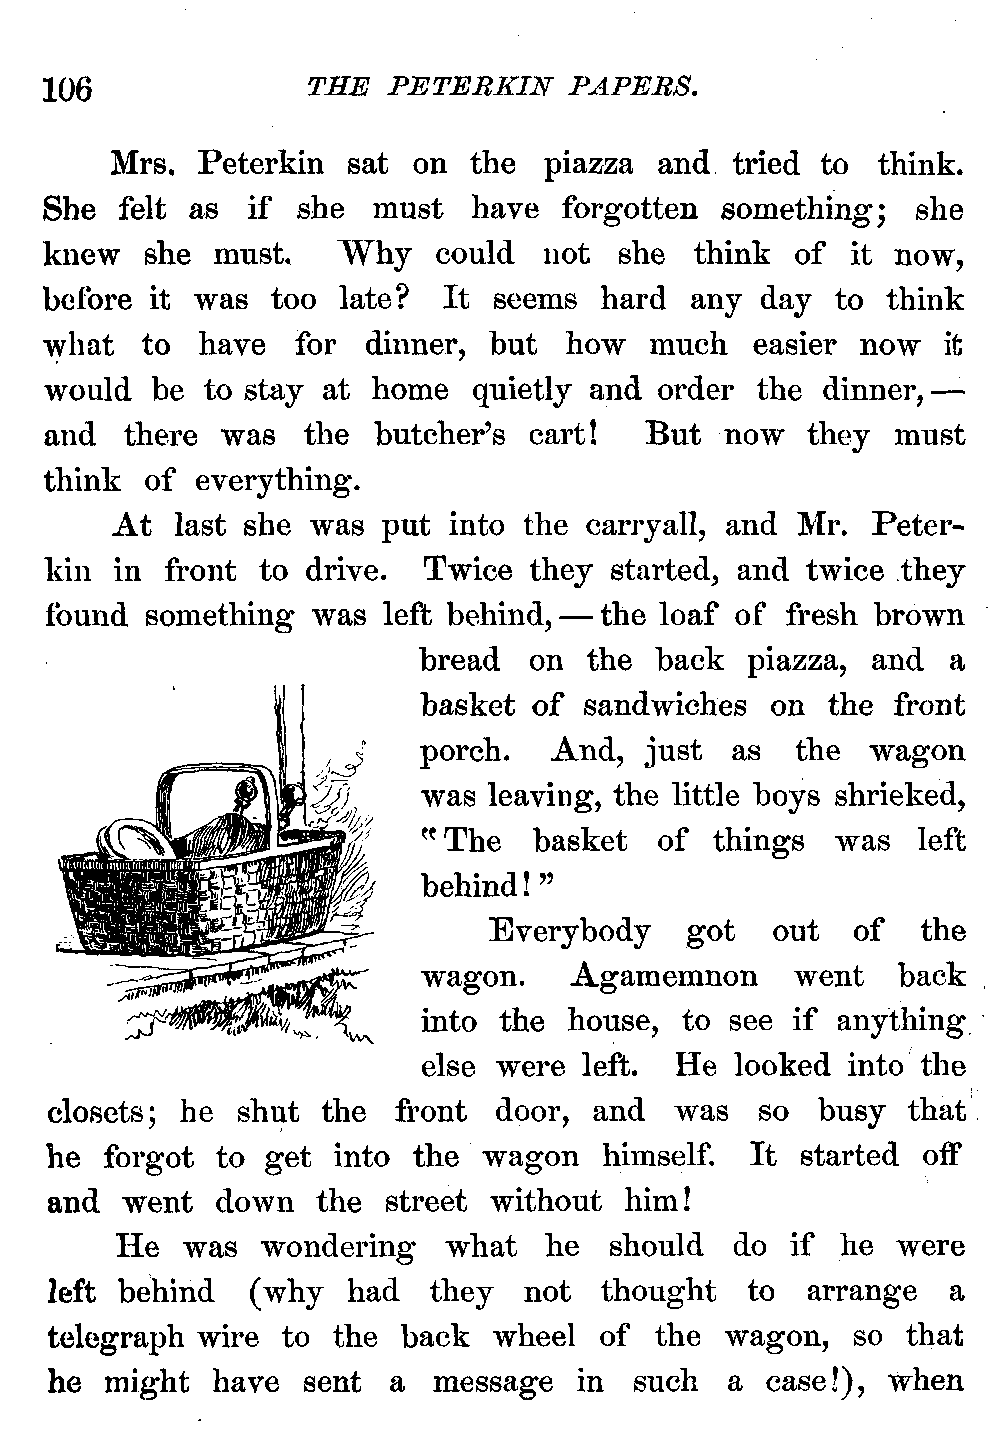 106 THE PETERKIN PAPERS.
Mrs. Peterkin sat on the piazza and tried to think.
She felt as if she must have forgotten something; she
knew she must. Why could not she think of it now,
before it was too late? It seems hard any day to think
what to have for dinner, but how much easier now it
would be to stay at home quietly and order the dinner,—
and there was the butcher's cart! But now they must
think of everything.
At last she was put into the carryall, and Mr. Peter-
kin in front to drive. Twice they started, and twice they
found something was left behind,—the loaf of fresh brown
bread on the back piazza, and a
basket of sandwiches on the front
porch. And, just as the wagon
was leaving, the little boys shrieked,
"The basket of things was left
behind!"
Everybody got out of the
wagon. Agamemnon went back
into the house, to see if anything
else were left. He looked into the
closets; he shut the front door, and was so busy that
he forgot to get into the wagon himself. It started off
and went down the street without him!
He was wondering what he should do if he were
left behind (why had they not thought to arrange a
telegraph wire to the back wheel of the wagon, so that
he might have sent a message in such a case!), when